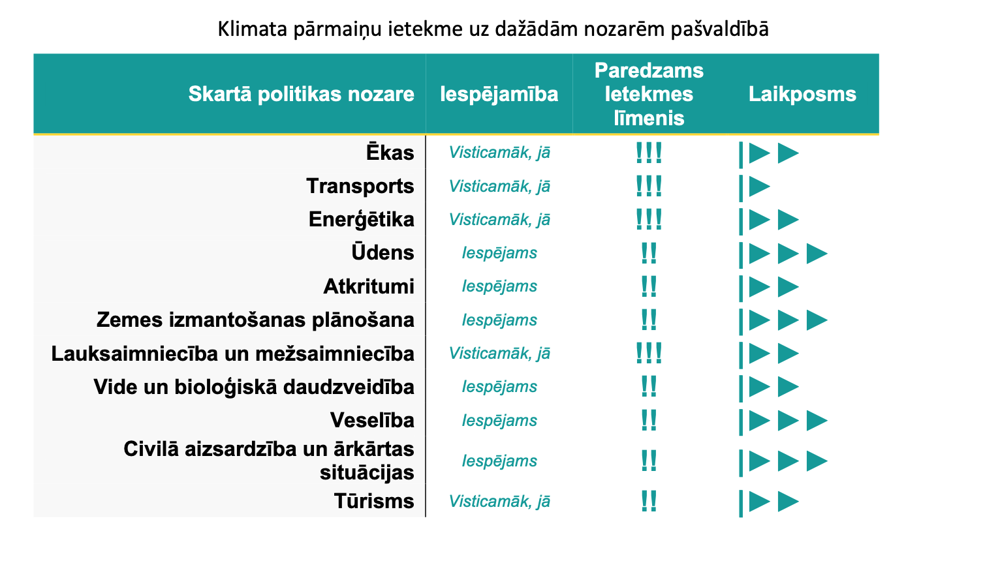 Klimata pārmaiņu ietekme uz dažādām nozarēm pašvaldībā
Skartā politikas nozare Iespējamība Paredzams Ietekmes līmenis Laikposms
Ēkas Visticamāk, jā !!!
Transports Visticamāk, jā !!!
Enerģētika Visticamāk, jā !!!
Ūdens Iespējams !!
Atkritumi Iespējams !!
Zemes izmantošanas plānošana Iespējams !!
Lauksaimniecība un mežsaimniecība Visticamāk, jā !!!
Vide un bioloģiskā daudzveidība Iespējams !!
Veselība Iespējams !!
Civilā aizsardzība un ārkārtas situācijas Iespējams !!
Tūrisms Visticamāk, jā !!